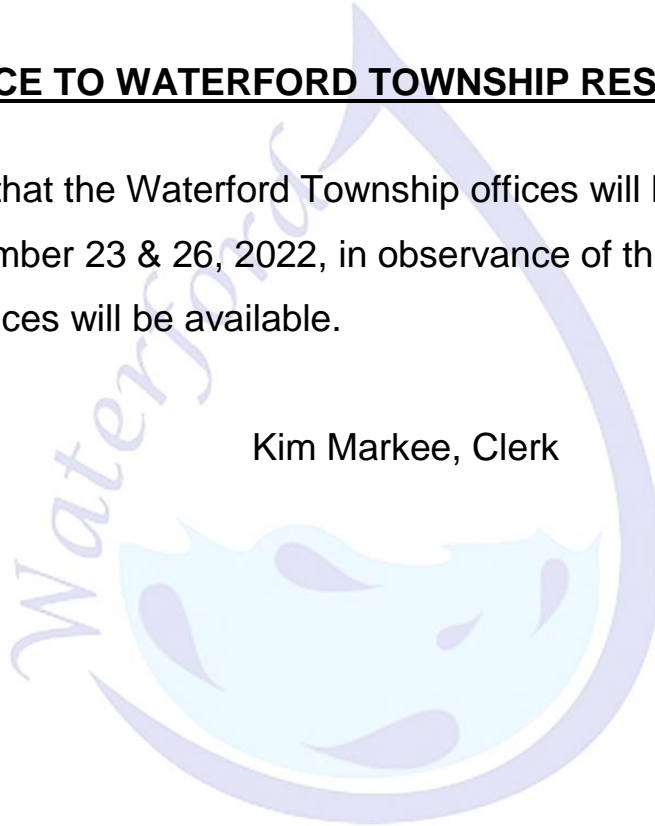 CE TO WATERFORD TOWNSHIP RES
that the Waterford Township offices will
mber 23 & 26, 2022, in observance of th
ces will be available.
Kim Markee, Clerk
Waterford